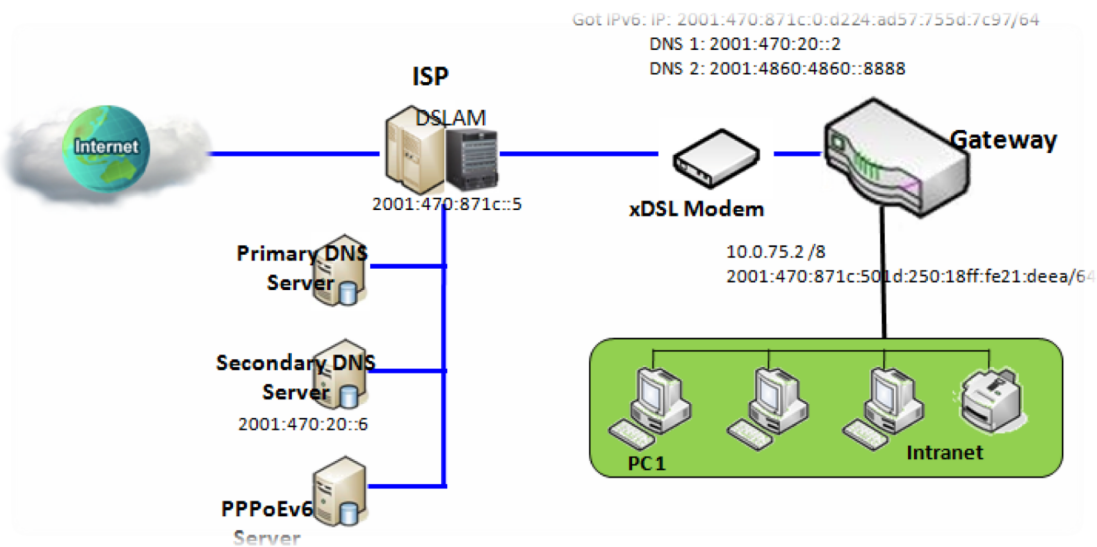 Got IPv6: IP: 2001:470:871c:0:d224:ad57:755d:7c97/64
DNS 1: 2001:470:20::2
DNS 2: 2001:4860:4860::8888
ISP
DSLAM
Internet
Gateway
2001:470:871c::5
xDSL Modem
Primary DNS
Server
10.0.75.2 /8
2001:470:871c:501d:250:18ff:fe21:deea/64
Secondary DNS
Server
2001:470:20::6
PC1
Intranet
PPPoEv6
Server